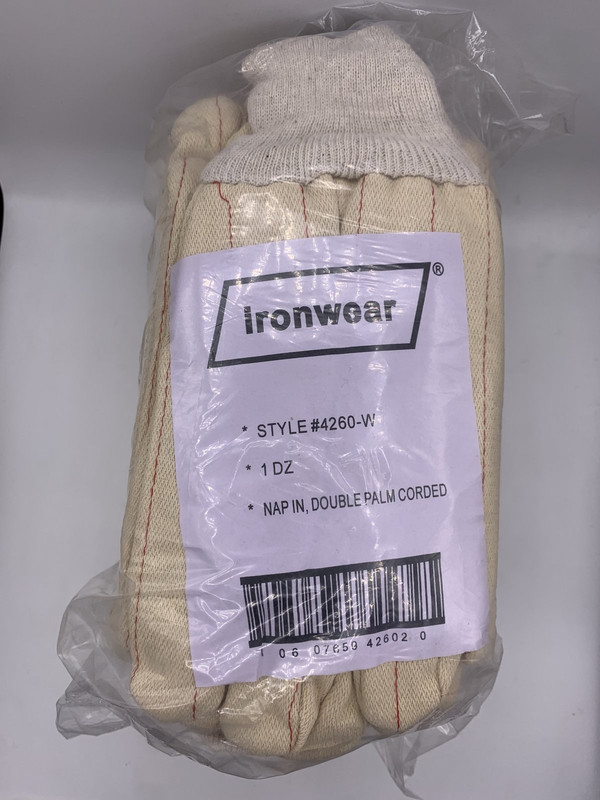 Ironwear ®
* STYLE #4260-W
* 1 DZ
* NAP IN, DOUBLE PALM CORDED
1 06 07659 42602 0